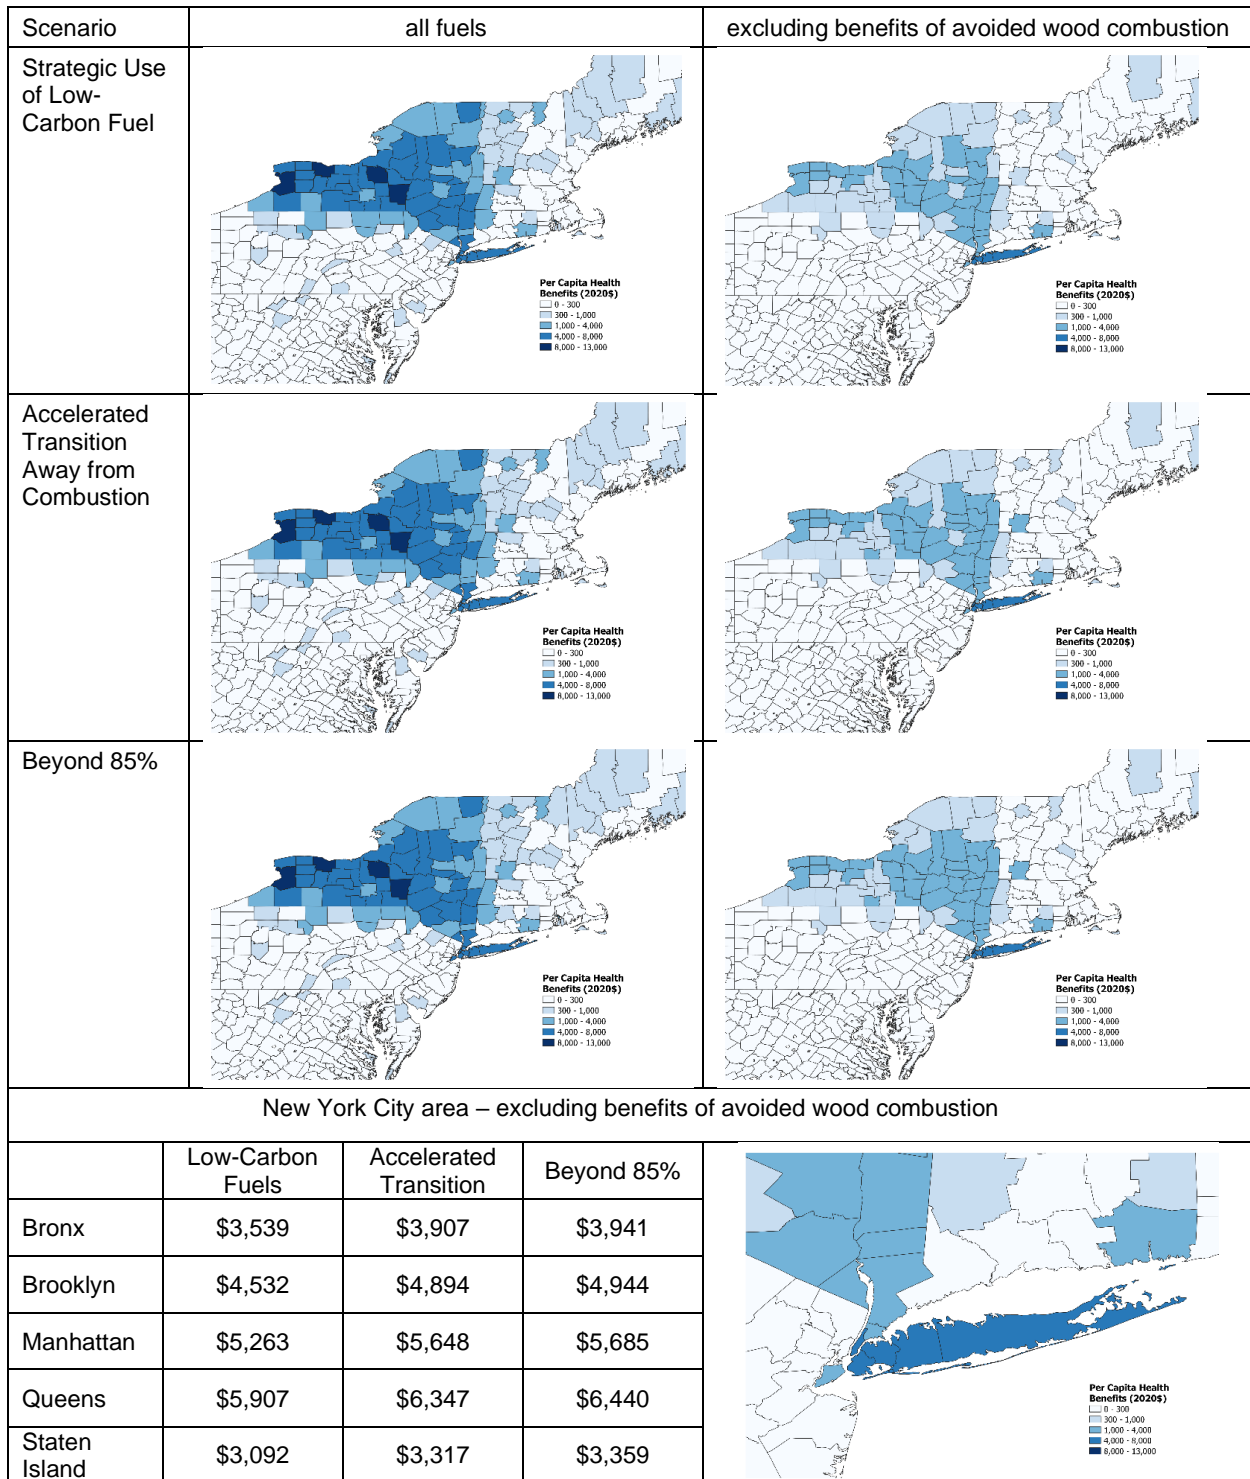 Scenario
all fuels
excluding benefits of avoided wood combustion
Strategic Use
of Low-
Carbon Fuel
Per Capita Health
Benefits (2020$)
0 - 300
300 - 1,000
1,000 - 4,000
4,000 - 8,000
8,000 - 13,000
Per Capita Health
Benefits (2020$)
0 - 300
300 - 1,000
1,000 - 4,000
4,000 - 8,000
8,000 - 13,000
Accelerated
Transition
Away from
Combustion
Per Capita Health
Benefits (2020$)
0 - 300
300 - 1,000
1,000 - 4,000
4,000 - 8,000
8,000 - 13,000
Per Capita Health
Benefits (2020$)
0 - 300
300 - 1,000
1,000 - 4,000
4,000 - 8,000
8,000 - 13,000
Beyond 85%
Per Capita Health
Benefits (2020$)
0 - 300
300 - 1,000
1,000 - 4,000
4,000 - 8,000
8,000 - 13,000
Per Capita Health
Benefits (2020$)
0 - 300
300 - 1,000
1,000 - 4,000
4,000 - 8,000
8,000 - 13,000
New York City area – excluding benefits of avoided wood combustion
Low-Carbon
Fuels
Accelerated
Transition
Beyond 85%
Bronx $3,539 $3,907 $3,941
Brooklyn $4,532 $4,894 $4,944
Manhattan $5,263 $5,648 $5,685
Queens $5,907 $6,347 $6,440
Staten
Island
$3,092 $3,317 $3,359
Per Capita Health
Benefits (2020$)
0 - 300
300 - 1,000
1,000 - 4,000
4,000 - 8,000
8,000 - 13,000